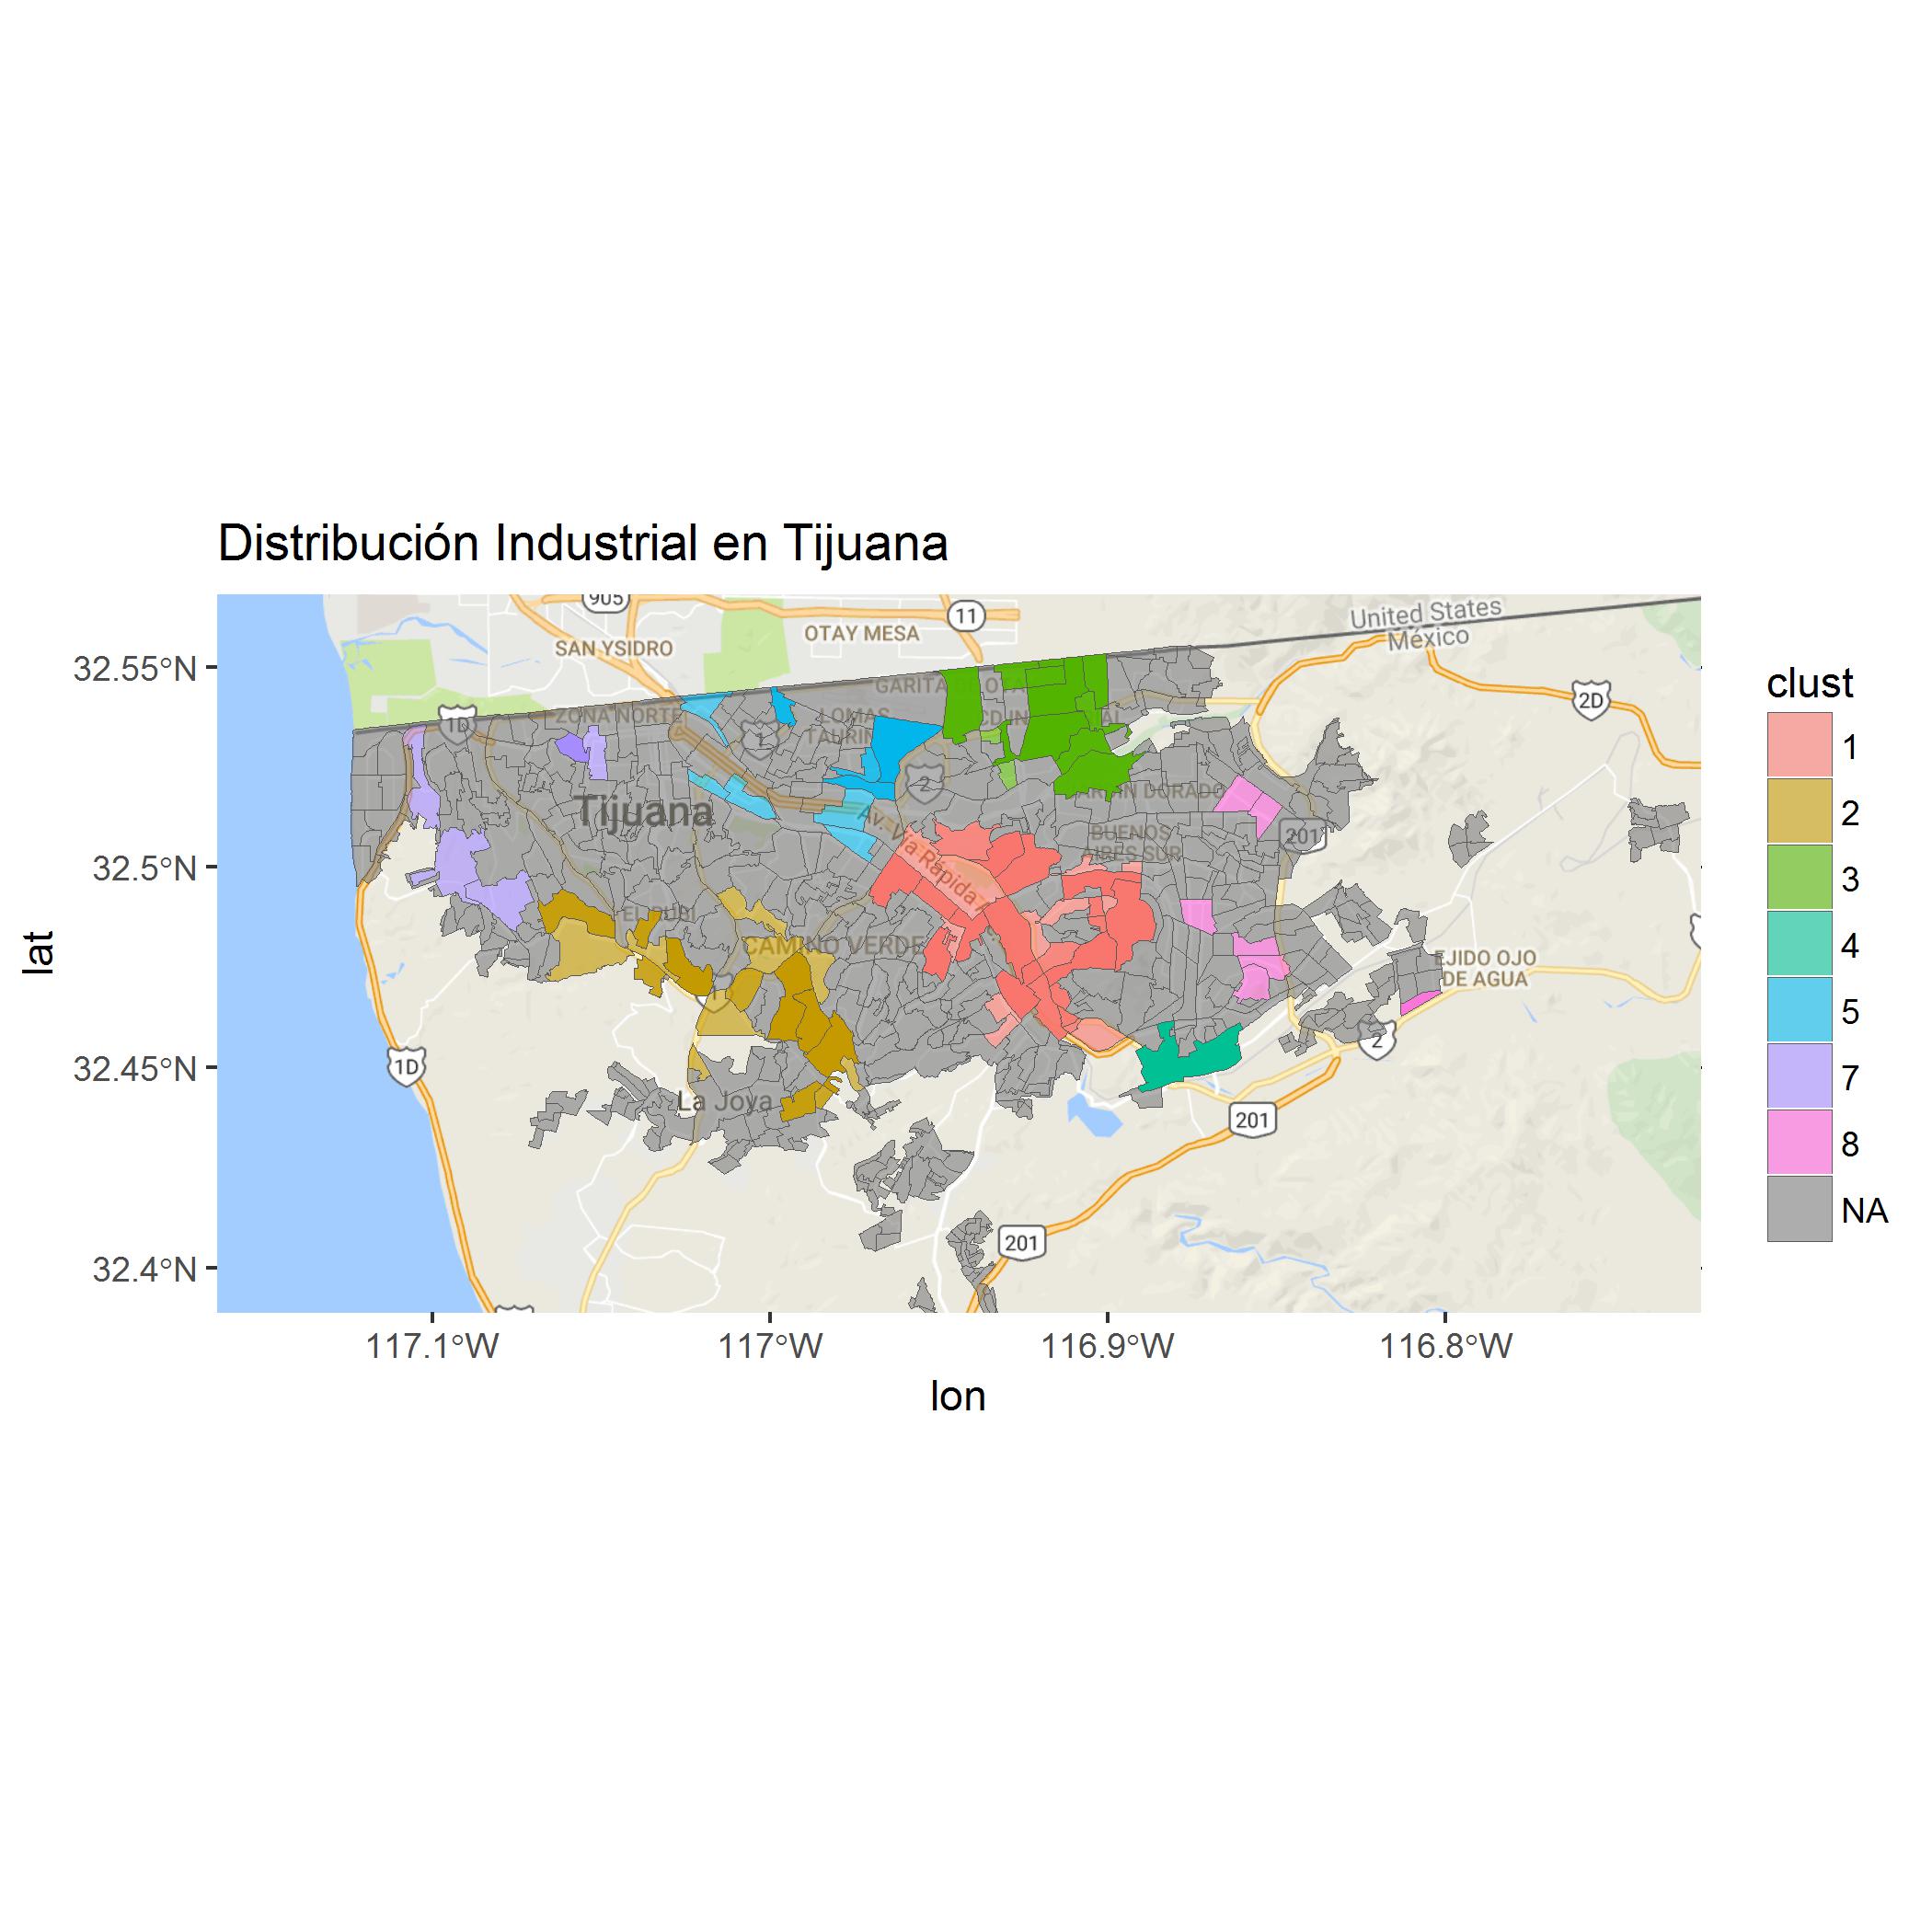 Distribución Industrial en Tijuana
905
11
OTAY MESA
SAN YSIDRO
United States
México
2D
1D
ZONA NORTE
GARITA
LOMAS
1
2
Tijuana
Av. Vía Rápida
DORADO
BUENOS
AIRES SUR
201
EL RUBI
CAMINO VERDE
EJIDO OJO
DE AGUA
1
2
1D
La Joya
201
201
32.55°N
32.5°N
32.45°N
32.4°N
117.1°W
117°W
116.9°W
116.8°W
lon
lat
clust
1
2
3
4
5
7
8
NA